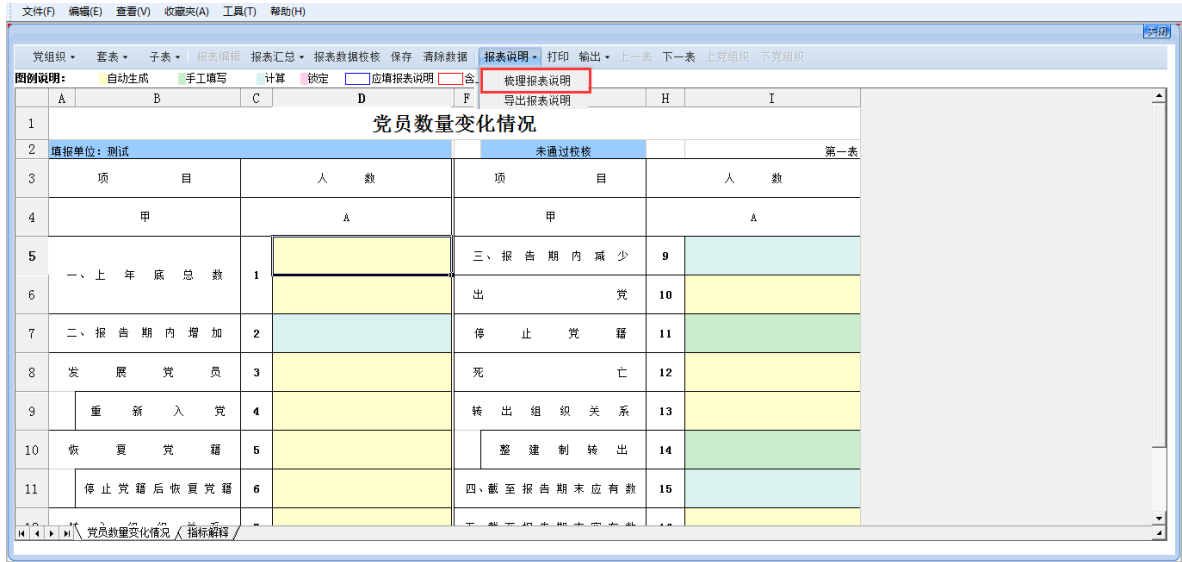 文件(F) 编辑(E) 查看(V) 收藏夹(A) 工具(T) 帮助(H)
关闭
党组织 套表 子表 报表编辑 报表汇总 报表数据校核 保存 清除数据 报表说明 打印 输出 上一表 下一表 上党组织 下党组织
图例说明： 自动生成 手工填写 计算 锁定 应填报表说明 含
梳理报表说明
导出报表说明
A B C D F H I
1 党员数量变化情况
2 填报单位：测试 未通过校核 第一表
3 项 目 人 数 项 目 人 数
4 甲 A 甲 A
5 一、上年底总数 1 三、报告期内减少 9
6 出党 10
7 二、报告期内增加 2 停止党籍 11
8 发展党员 3 死亡 12
9 重新入党 4 转出组织关系 13
10 恢复党籍 5 整建制转出 14
11 停止党籍后恢复党籍 6 四、截至报告期末应有数 15
党员数量变化情况 指标解释